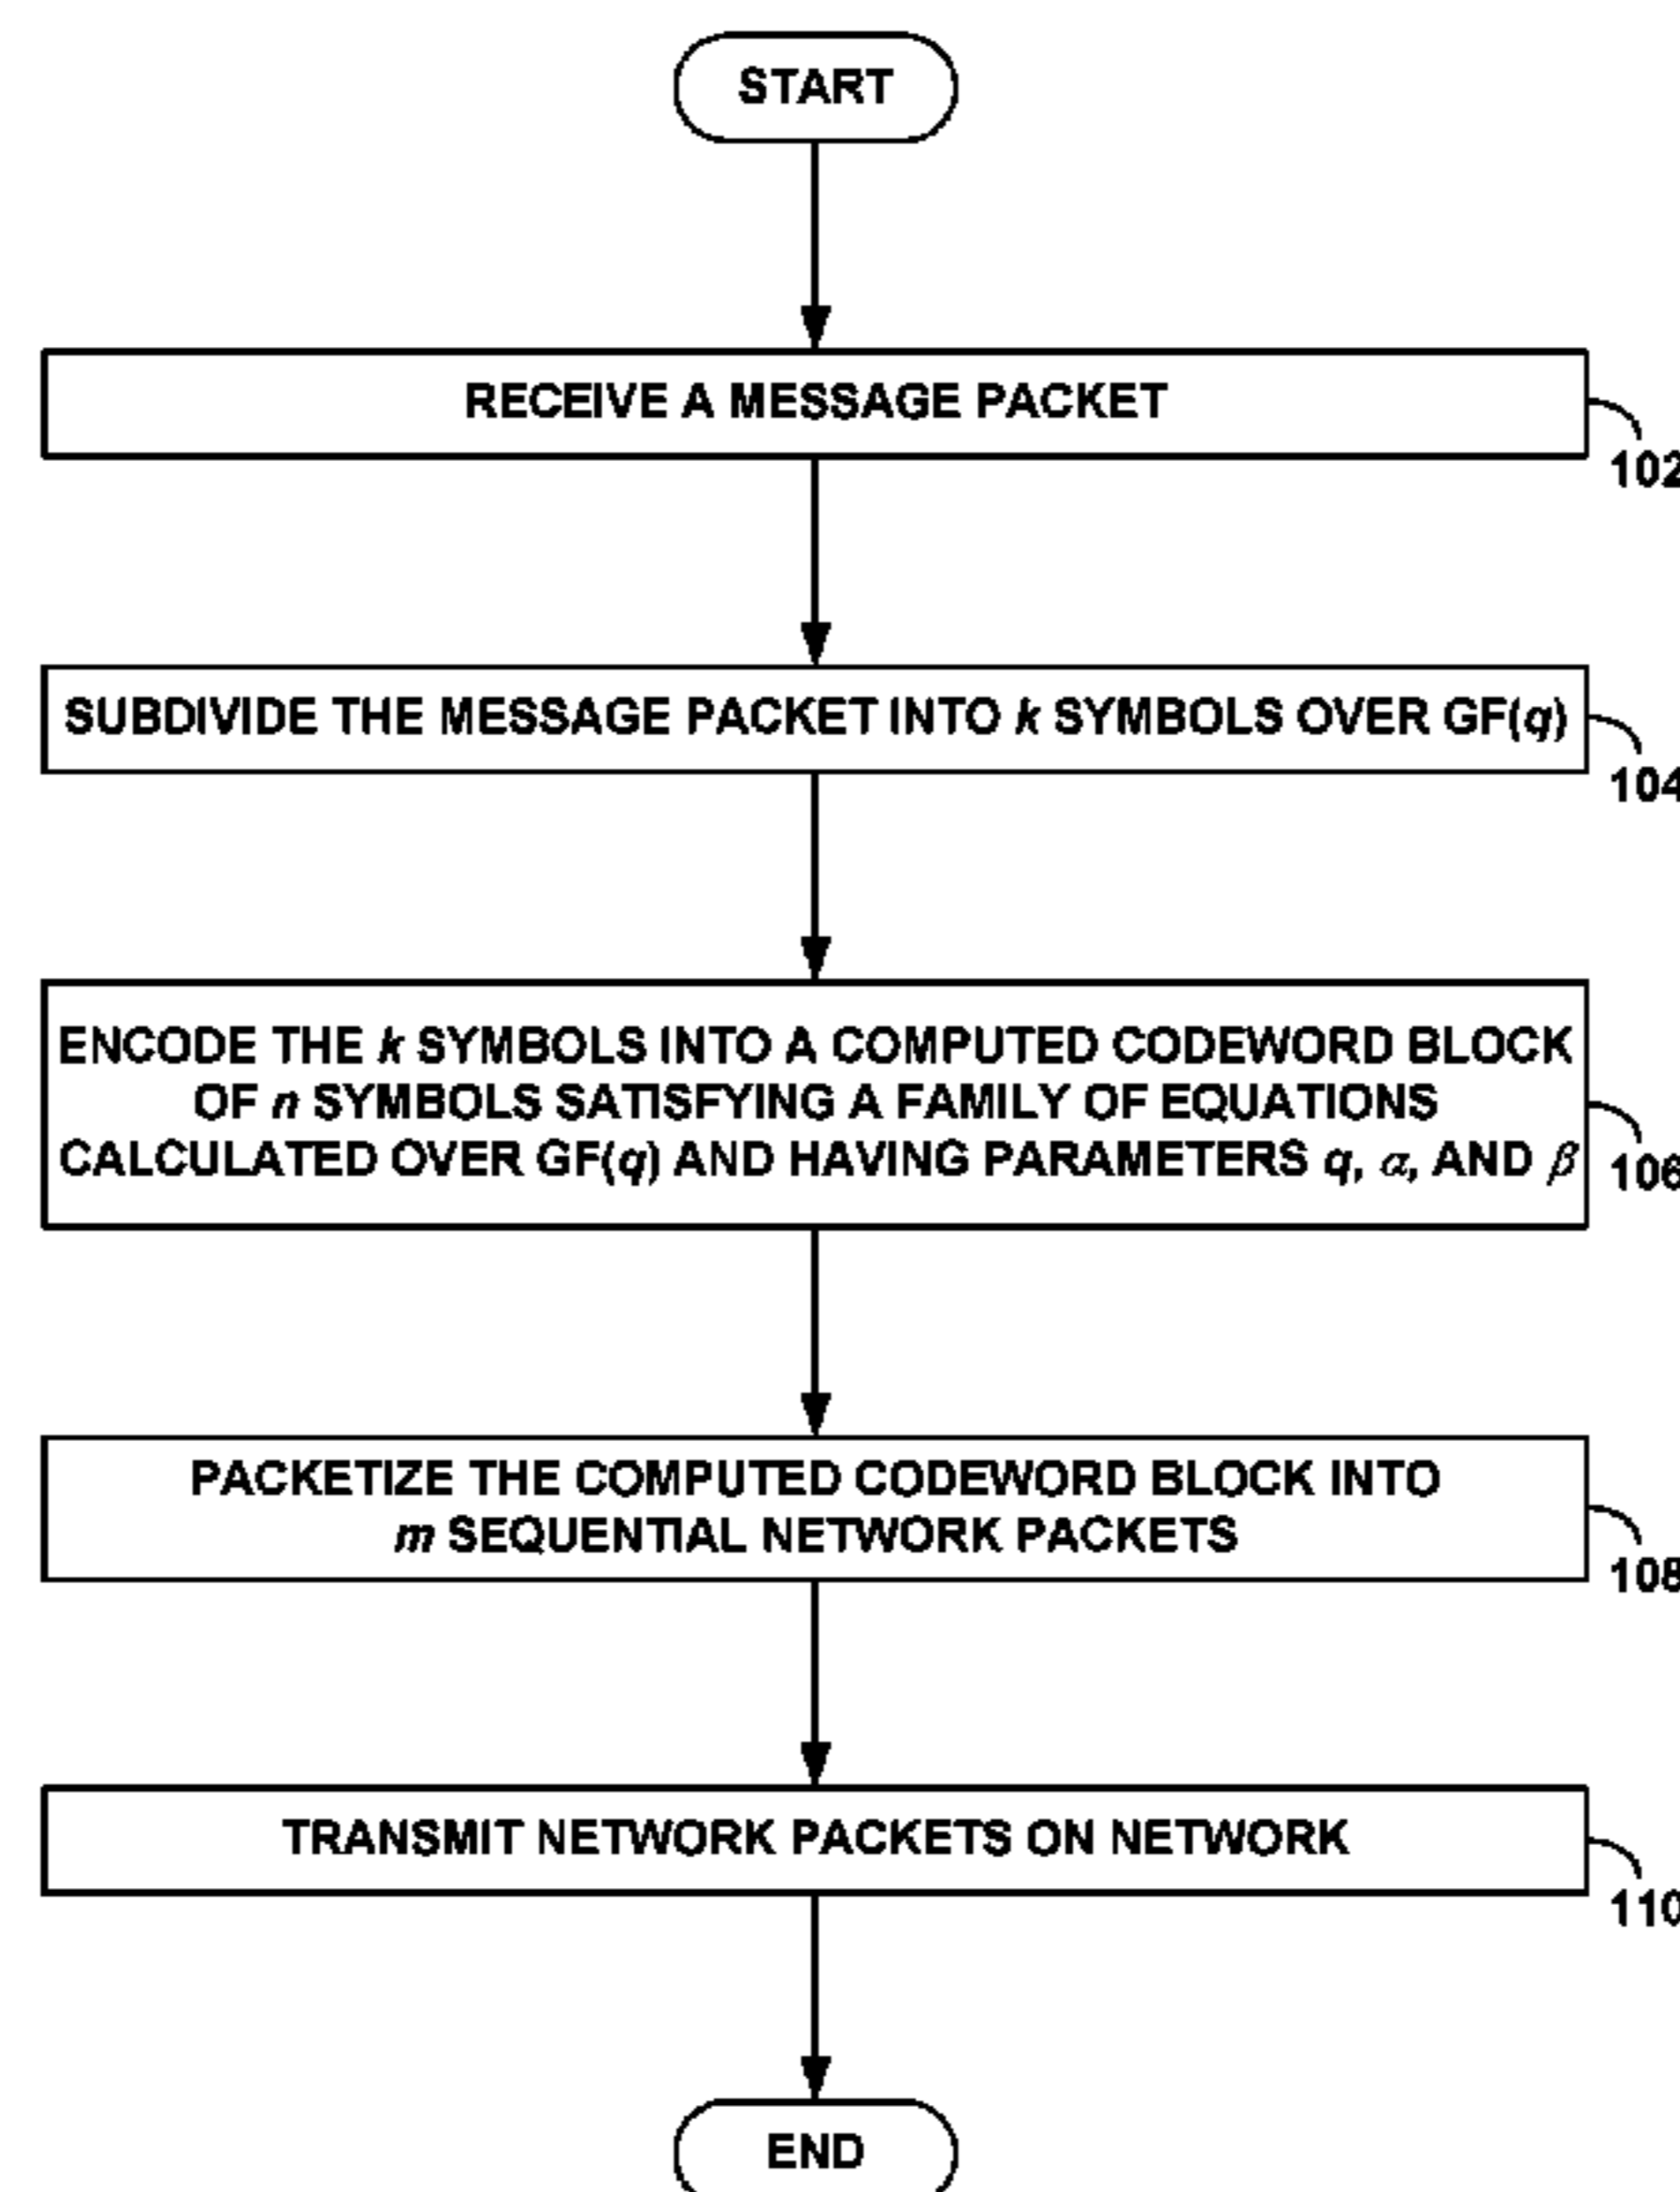 START
RECEIVE A MESSAGE PACKET
102
SUBDIVIDE THE MESSAGE PACKET INTO k SYMBOLS OVER GF(q)
104
ENCODE THE k SYMBOLS INTO A COMPUTED CODEWORD BLOCK
OF n SYMBOLS SATISFYING A FAMILY OF EQUATIONS
CALCULATED OVER GF(q) AND HAVING PARAMETERS q, α, AND β
106
PACKETIZE THE COMPUTED CODEWORD BLOCK INTO
m SEQUENTIAL NETWORK PACKETS
108
TRANSMIT NETWORK PACKETS ON NETWORK
110
END